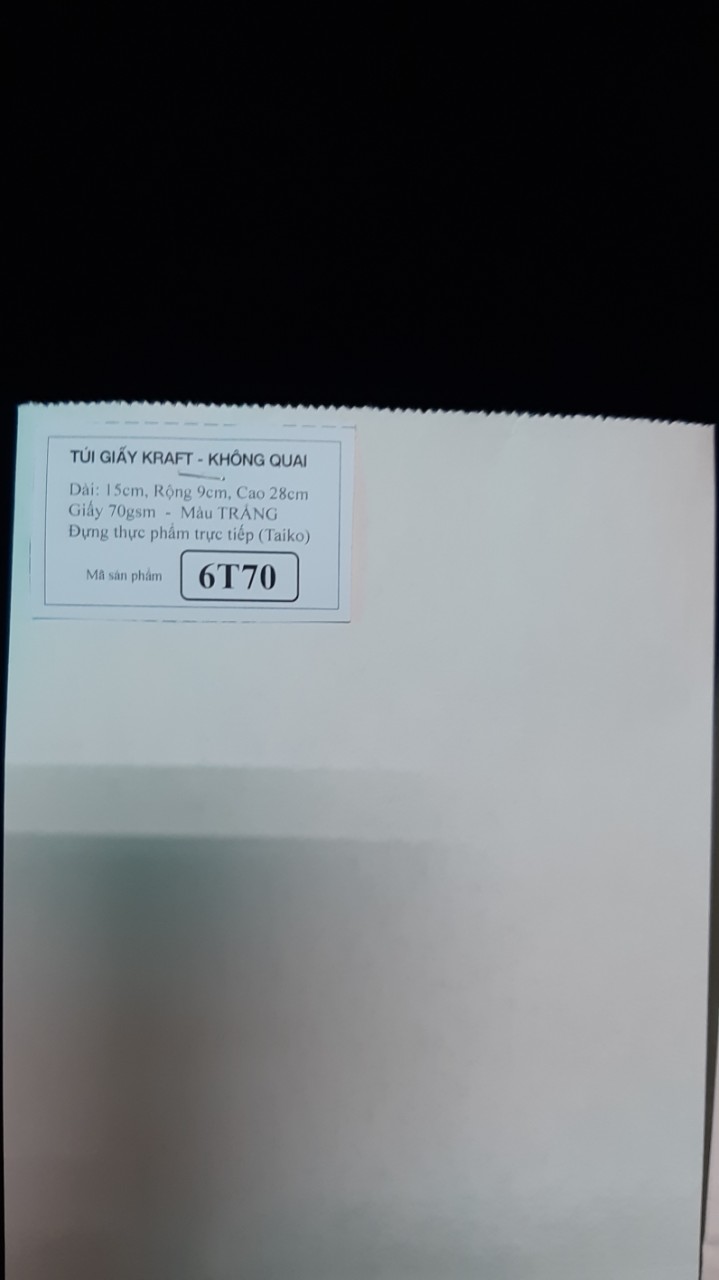 TÚI GIẤY KRAFT - KHÔNG QUAI
Dài: 15cm, Rộng 9cm, Cao 28cm
Giấy 70gsm - Màu TRẮNG
Đựng thực phẩm trực tiếp (Taiko)
Mã sản phẩm 6T70